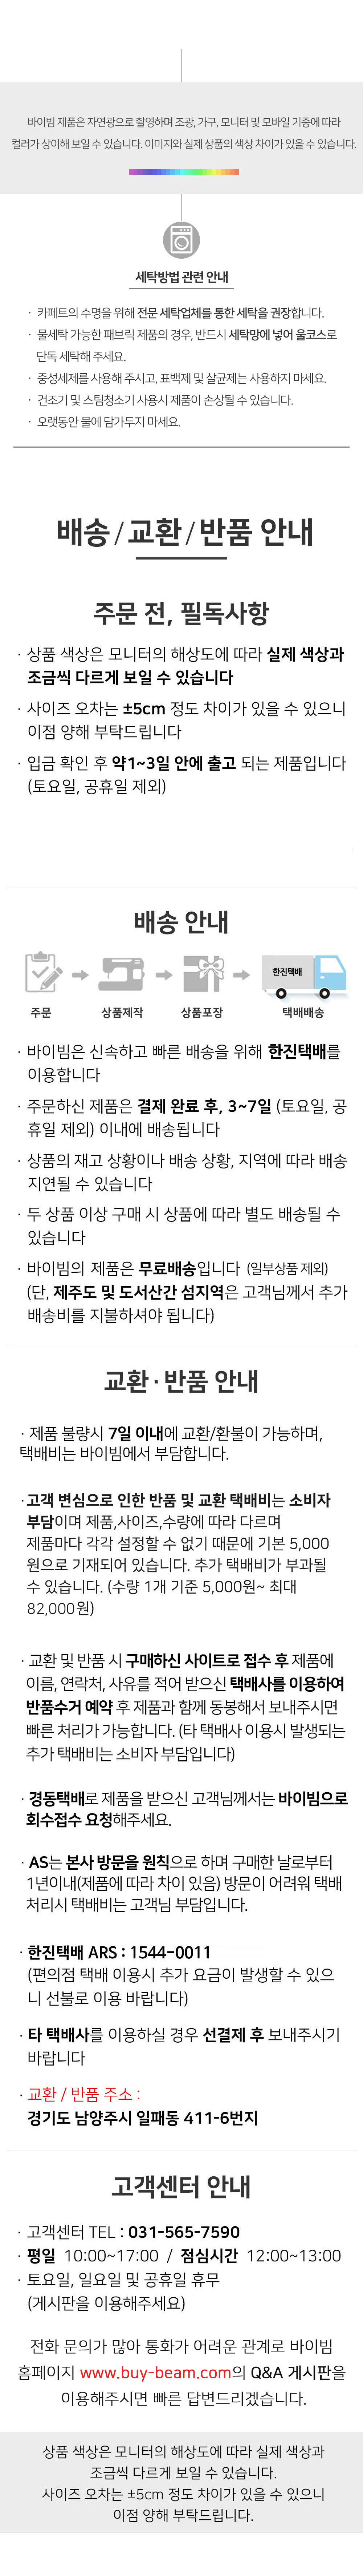 바이빔 제품은 자연광으로 촬영하며 조광, 가구, 모니터 및 모바일 기종에 따라
컬러가 상이해 보일 수 있습니다. 이미지와 실제 상품의 색상 차이가 있을 수 있습니다.
세탁방법 관련 안내
· 카페트의 수명을 위해 전문 세탁업체를 통한 세탁을 권장합니다.
· 물세탁 가능한 패브릭 제품의 경우, 반드시 세탁망에 넣어 울코스로
단독 세탁해 주세요.
· 중성세제를 사용해 주시고, 표백제 및 살균제는 사용하지 마세요.
· 건조기 및 스팀청소기 사용시 제품이 손상될 수 있습니다.
· 오랫동안 물에 담가두지 마세요.
배송 / 교환 / 반품 안내
주문 전, 필독사항
· 상품 색상은 모니터의 해상도에 따라 실제 색상과
조금씩 다르게 보일 수 있습니다
· 사이즈 오차는 ±5cm 정도 차이가 있을 수 있으니
이점 양해 부탁드립니다
· 입금 확인 후 약1~3일 안에 출고 되는 제품입니다
(토요일, 공휴일 제외)
배송 안내
한진택배
주문 상품제작 상품포장 택배배송
· 바이빔은 신속하고 빠른 배송을 위해 한진택배를
이용합니다
· 주문하신 제품은 결제 완료 후, 3~7일 (토요일, 공
휴일 제외) 이내에 배송됩니다
· 상품의 재고 상황이나 배송 상황, 지역에 따라 배송
지연될 수 있습니다
· 두 상품 이상 구매 시 상품에 따라 별도 배송될 수
있습니다
· 바이빔의 제품은 무료배송입니다 (일부상품 제외)
(단, 제주도 및 도서산간 섬지역은 고객님께서 추가
배송비를 지불하셔야 됩니다)
교환 · 반품 안내
· 제품 불량시 7일 이내에 교환/환불이 가능하며,
택배비는 바이빔에서 부담합니다.
· 고객 변심으로 인한 반품 및 교환 택배비는 소비자
부담이며 제품,사이즈,수량에 따라 다르며
제품마다 각각 설정할 수 없기 때문에 기본 5,000
원으로 기재되어 있습니다. 추가 택배비가 부과될
수 있습니다. (수량 1개 기준 5,000원~ 최대
82,000원)
· 교환 및 반품 시 구매하신 사이트로 접수 후 제품에
이름, 연락처, 사유를 적어 받으신 택배사를 이용하여
반품수거 예약 후 제품과 함께 동봉해서 보내주시면
빠른 처리가 가능합니다. (타 택배사 이용시 발생되는
추가 택배비는 소비자 부담입니다)
· 경동택배로 제품을 받으신 고객님께서는 바이빔으로
회수접수 요청해주세요.
· AS는 본사 방문을 원칙으로 하며 구매한 날로부터
1년이내(제품에 따라 차이 있음) 방문이 어려워 택배
처리시 택배비는 고객님 부담입니다.
· 한진택배 ARS : 1544-0011
(편의점 택배 이용시 추가 요금이 발생할 수 있으
니 선불로 이용 바랍니다)
· 타 택배사를 이용하실 경우 선결제 후 보내주시기
바랍니다
· 교환 / 반품 주소 :
경기도 남양주시 일패동 411-6번지
고객센터 안내
· 고객센터 TEL : 031-565-7590
· 평일 10:00~17:00 / 점심시간 12:00~13:00
· 토요일, 일요일 및 공휴일 휴무
(게시판을 이용해주세요)
전화 문의가 많아 통화가 어려운 관계로 바이빔
홈페이지 www.buy-beam.com의 Q&A 게시판을
이용해주시면 빠른 답변드리겠습니다.
상품 색상은 모니터의 해상도에 따라 실제 색상과
조금씩 다르게 보일 수 있습니다.
사이즈 오차는 ±5cm 정도 차이가 있을 수 있으니
이점 양해 부탁드립니다.